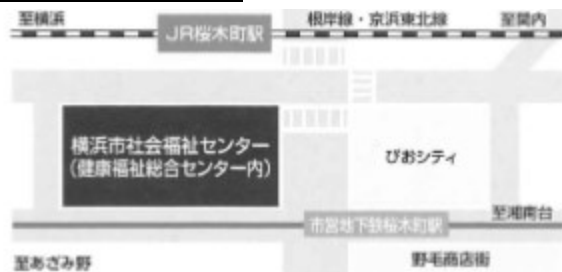 至横浜
JR桜木町駅
根岸線・京浜東北線
至関内
横浜市社会福祉センター
(健康福祉総合センター内)
ぴおシティ
市営地下鉄桜木町駅
至湘南台
至あざみ野
野毛商店街